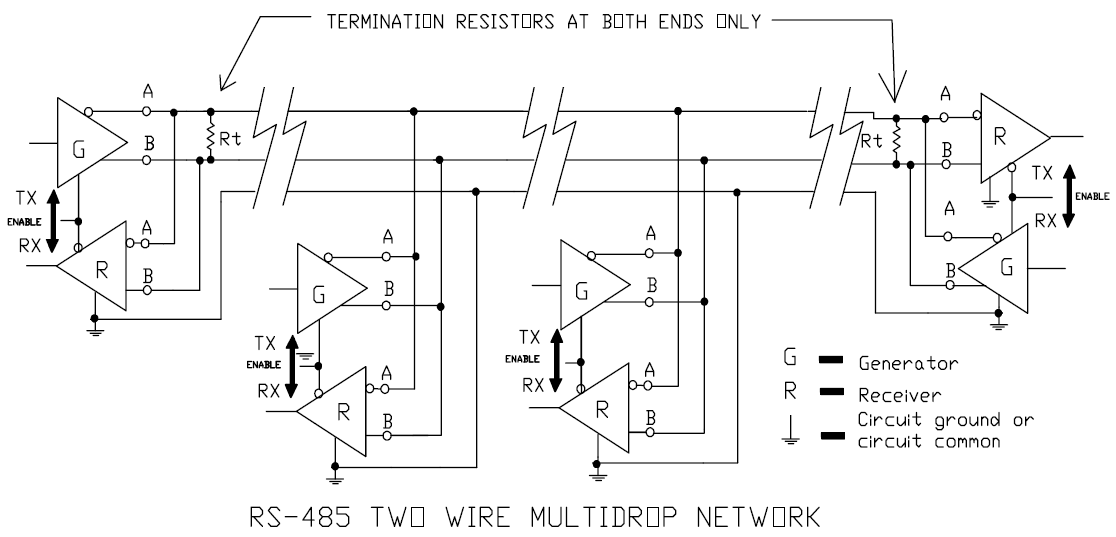 TERMINATION RESISTORS AT BOTH ENDS ONLY
A
G
B
Rt
TX
ENABLE
RX
A
R
B
A
G
B
TX
ENABLE
RX
A
R
B
A
G
B
TX
ENABLE
RX
A
R
B
Rt
A
R
B
TX
ENABLE
RX
A
G
B
G Generator
R Receiver
Circuit ground or
circuit common
RS-485 TWO WIRE MULTIDROP NETWORK